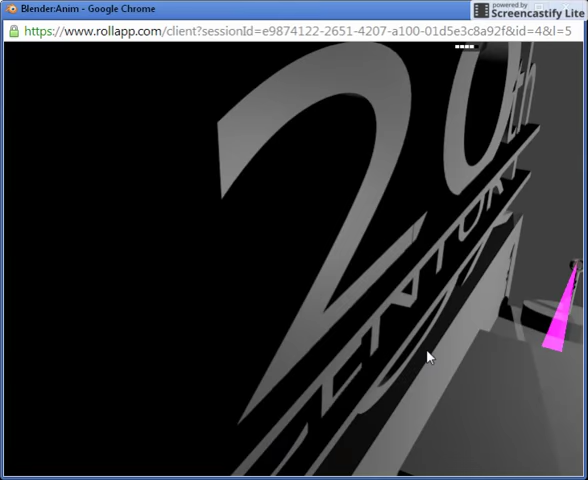 Blender:Anim - Google Chrome
powered by
Screencastify Lite
https://www.rollapp.com/client?sessionId=e9874122-2651-4207-a100-01d5e3c8a92f&id=4&l=5
20th
CENTURY